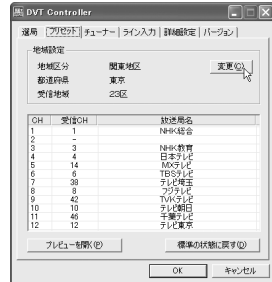 DVT Controller
選局 プリセット チューナー ライン入力 詳細設定 バージョン
地域設定
地域区分 関東地区 変更(C)
都道府県 東京
受信地域 23区
CH 受信CH 放送局名
1 1 NHK総合
2 -
3 3 NHK教育
4 4 日本テレビ
5 14 MXテレビ
6 6 TBSテレビ
7 38 テレビ埼玉
8 8 フジテレビ
9 42 TVKテレビ
10 10 テレビ朝日
11 46 千葉テレビ
12 12 テレビ東京
プレビューを開く(P) 標準の状態に戻す(D)
OK キャンセル